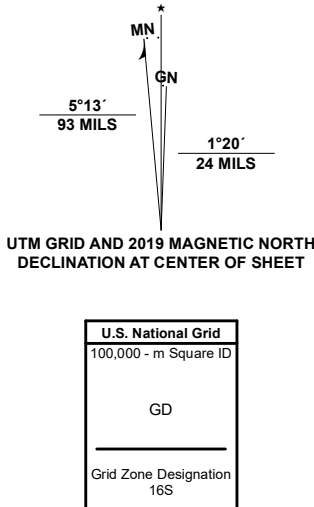 ★
MN
GN
5°13´
93 MILS
1°20´
24 MILS
UTM GRID AND 2019 MAGNETIC NORTH
DECLINATION AT CENTER OF SHEET
U.S. National Grid
100,000 - m Square ID
GD
Grid Zone Designation
16S